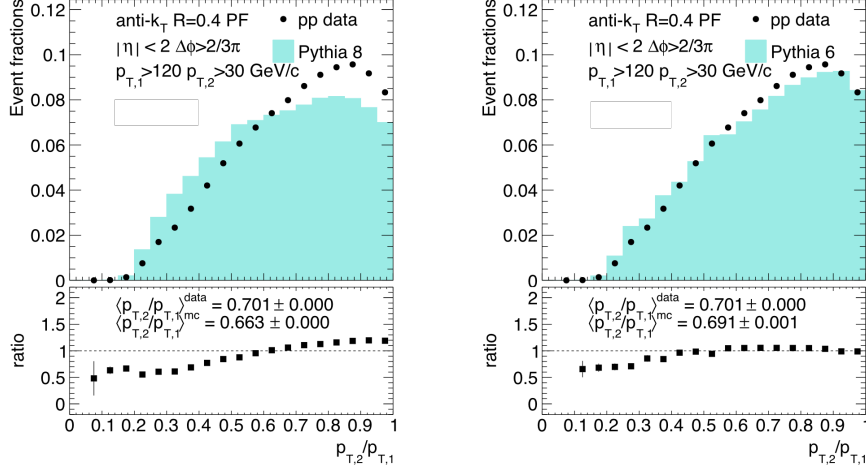 anti-k_T R=0.4 PF
pp data
|η| < 2 Δϕ>2/3π
Pythia 8
p_T,1>120 p_T,2>30 GeV/c
Event fractions
0.12
0.1
0.08
0.06
0.04
0.02
0
⟨p_T,2/p_T,1⟩^data = 0.701 ± 0.000
⟨p_T,2/p_T,1⟩^mc = 0.663 ± 0.000
ratio
2
1.5
1
0.5
0
0 0.1 0.2 0.3 0.4 0.5 0.6 0.7 0.8 0.9 1
p_T,2/p_T,1
anti-k_T R=0.4 PF
pp data
|η| < 2 Δϕ>2/3π
Pythia 6
p_T,1>120 p_T,2>30 GeV/c
Event fractions
0.12
0.1
0.08
0.06
0.04
0.02
0
⟨p_T,2/p_T,1⟩^data = 0.701 ± 0.000
⟨p_T,2/p_T,1⟩^mc = 0.691 ± 0.001
ratio
2
1.5
1
0.5
0
0 0.1 0.2 0.3 0.4 0.5 0.6 0.7 0.8 0.9 1
p_T,2/p_T,1